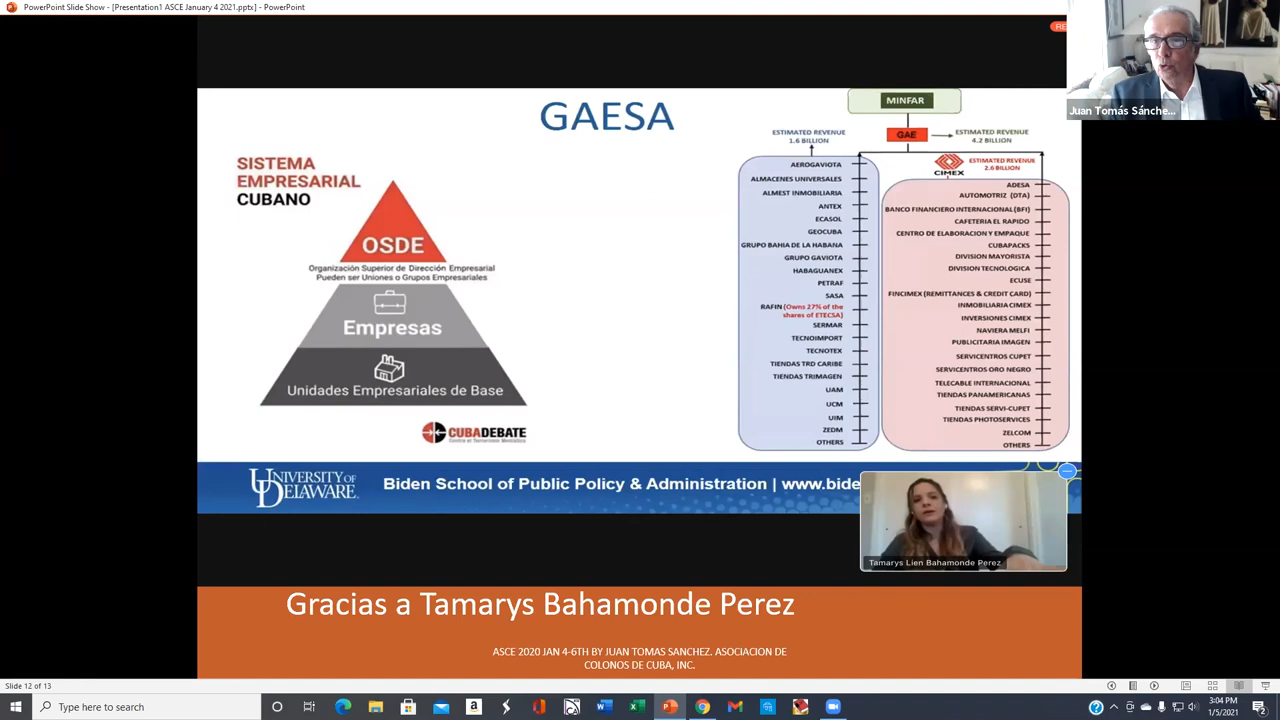 PowerPoint Slide Show - [Presentation1 ASCE January 4 2021.pptx] - PowerPoint
Juan Tomás Sánche...
GAESA
SISTEMA
EMPRESARIAL
CUBANO
OSDE
Organización Superior de Dirección Empresarial
Pueden ser Uniones o Grupos Empresariales
Empresas
Unidades Empresariales de Base
CUBADEBATE
MINFAR
GAE
ESTIMATED REVENUE
4.2 BILLION
ESTIMATED REVENUE
1.6 BILLION
CIMEX
ESTIMATED REVENUE
2.6 BILLION
AEROGAVIOTA
ALMACENES UNIVERSALES
ALMEST INMOBILIARIA
ANTEX
ECASOL
GEOCUBA
GRUPO BAHIA DE LA HABANA
GRUPO GAVIOTA
HABAGUANEX
PETRAF
SASA
RAFIN (Owns 27% of the
shares of ETECSA)
SERMAR
TECNOIMPORT
TECNOTEX
TIENDAS TRD CARIBE
TIENDAS TRIMAGEN
UAM
UCM
UIM
ZEDM
OTHERS
ADESA
AUTOMOTRIZ (DTA)
BANCO FINANCIERO INTERNACIONAL (BFI)
CAFETERIA EL RAPIDO
CENTRO DE ELABORACION Y EMPAQUE
CUBAPACKS
DIVISION MAYORISTA
DIVISION TECNOLOGICA
ECUSE
FINCIMEX (REMITTANCES & CREDIT CARD)
INMOBILIARIA CIMEX
INVERSIONES CIMEX
NAVIERA MELFI
PUBLICITARIA IMAGEN
SERVICENTROS CUPET
SERVICENTROS ORO NEGRO
TELECABLE INTERNACIONAL
TIENDAS PANAMERICANAS
TIENDAS SERVI-CUPET
TIENDAS PHOTOSERVICES
ZELCOM
OTHERS
UNIVERSITY OF
DELAWARE
Biden School of Public Policy & Administration | www.bide
Tamarys Lien Bahamonde Perez
Gracias a Tamarys Bahamonde Perez
ASCE 2020 JAN 4-6TH BY JUAN TOMAS SANCHEZ. ASOCIACION DE
COLONOS DE CUBA, INC.
Slide 12 of 13
Type here to search
3:04 PM
1/5/2021